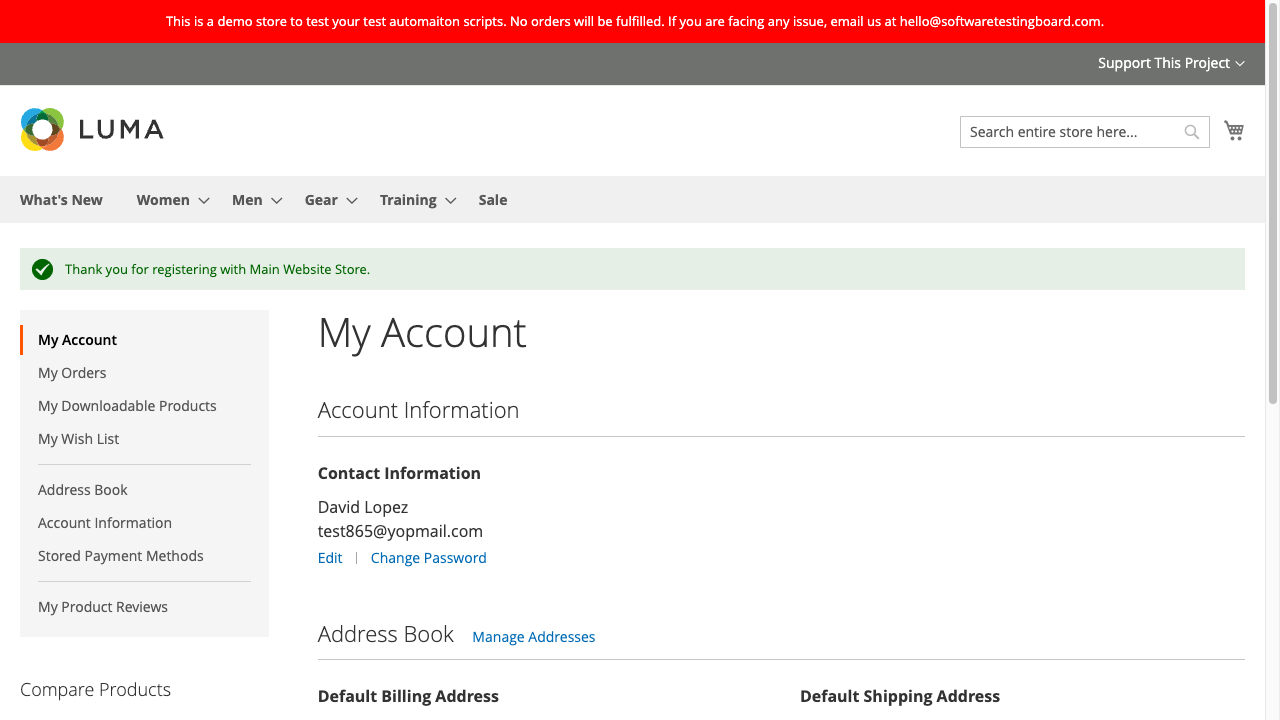 This is a demo store to test your test automaiton scripts. No orders will be fulfilled. If you are facing any issue, email us at hello@softwaretestingboard.com.
Support This Project
LUMA
Search entire store here...
What's New Women Men Gear Training Sale
Thank you for registering with Main Website Store.
My Account
My Orders
My Downloadable Products
My Wish List
Address Book
Account Information
Stored Payment Methods
My Product Reviews
Compare Products
My Account
Account Information
Contact Information
David Lopez
test865@yopmail.com
Edit | Change Password
Address Book Manage Addresses
Default Billing Address
Default Shipping Address